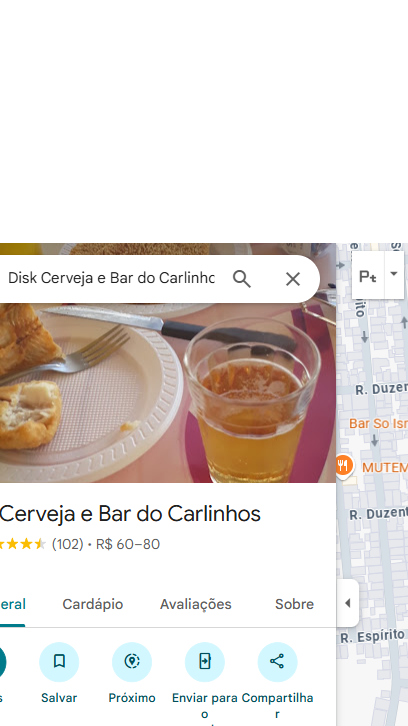 Disk Cerveja e Bar do Carlinho
Pt
R. Duzen
Bar So Isr
MUTEM
R. Duzent
R. Espírito
Cerveja e Bar do Carlinhos
(102) • R$ 60–80
eral
Cardápio
Avaliações
Sobre
s
Salvar
Próximo
Enviar para o
Compartilhar